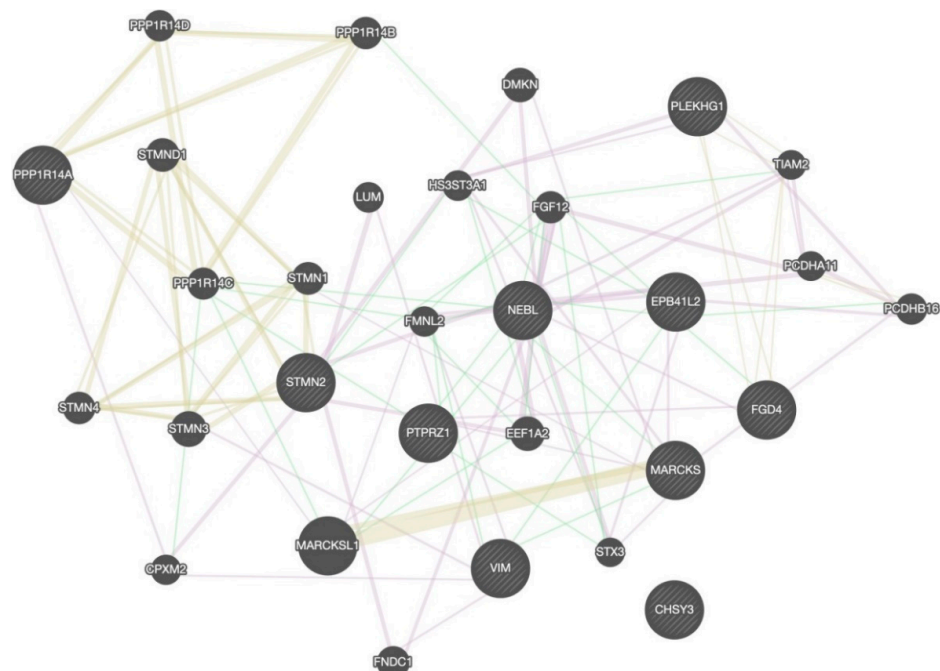 PPP1R14D
PPP1R14B
DMKN
PLEKHG1
STMND1
TIAM2
PPP1R14A
HS3ST3A1
LUM
FGF12
PCDHA11
PPP1R14C
STMN1
EPB41L2
PCDHB16
NEBL
FMNL2
STMN2
STMN4
FGD4
STMN3
PTPRZ1
EEF1A2
MARCKS
MARCKSL1
STX3
CPXM2
VIM
CHSY3
FNDC1